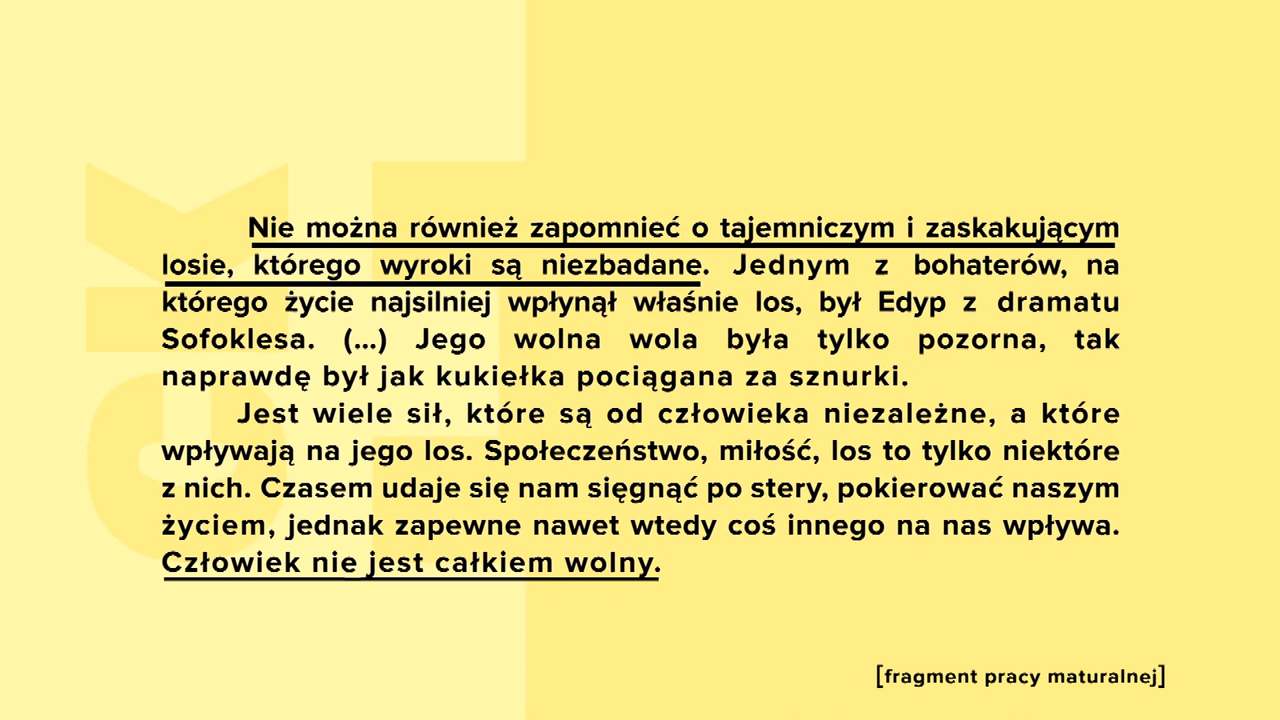 Nie można również zapomnieć o tajemniczym i zaskakującym
losie, którego wyroki są niezbadane. Jednym z bohaterów, na
którego życie najsilniej wpłynął właśnie los, był Edyp z dramatu
Sofoklesa. (...) Jego wolna wola była tylko pozorna, tak
naprawdę był jak kukiełka pociągana za sznurki.
Jest wiele sił, które są od człowieka niezależne, a które
wpływają na jego los. Społeczeństwo, miłość, los to tylko niektóre
z nich. Czasem udaje się nam sięgnąć po stery, pokierować naszym
życiem, jednak zapewne nawet wtedy coś innego na nas wpływa.
Człowiek nie jest całkiem wolny.
[fragment pracy maturalnej]